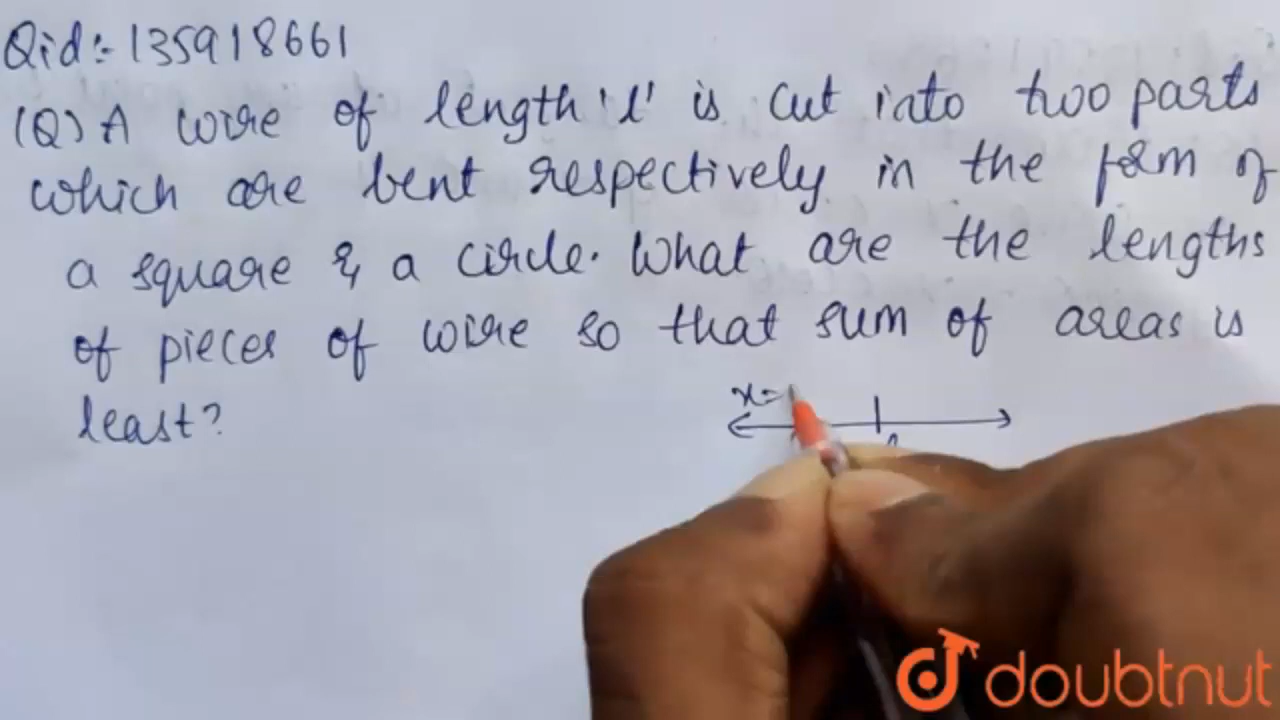 Qid:- 135918661
(Q) A wire of length 'l' is cut into two parts
which are bent respectively in the form of
a square & a circle. What are the lengths
of pieces of wire so that sum of areas is
least?
x=
l
doubtnut